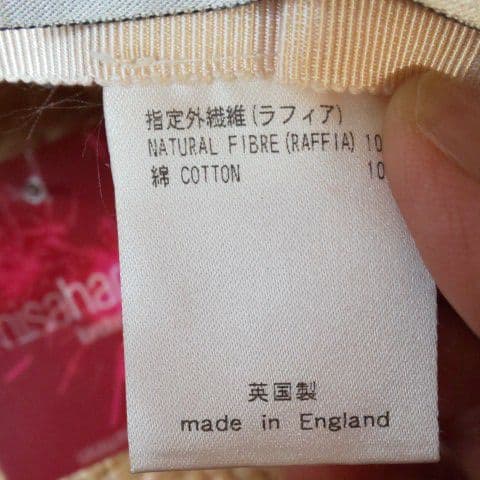 指定外繊維(ラフィア)
NATURAL FIBRE(RAFFIA) 10
綿 COTTON 10
英国製
made in England
misahara